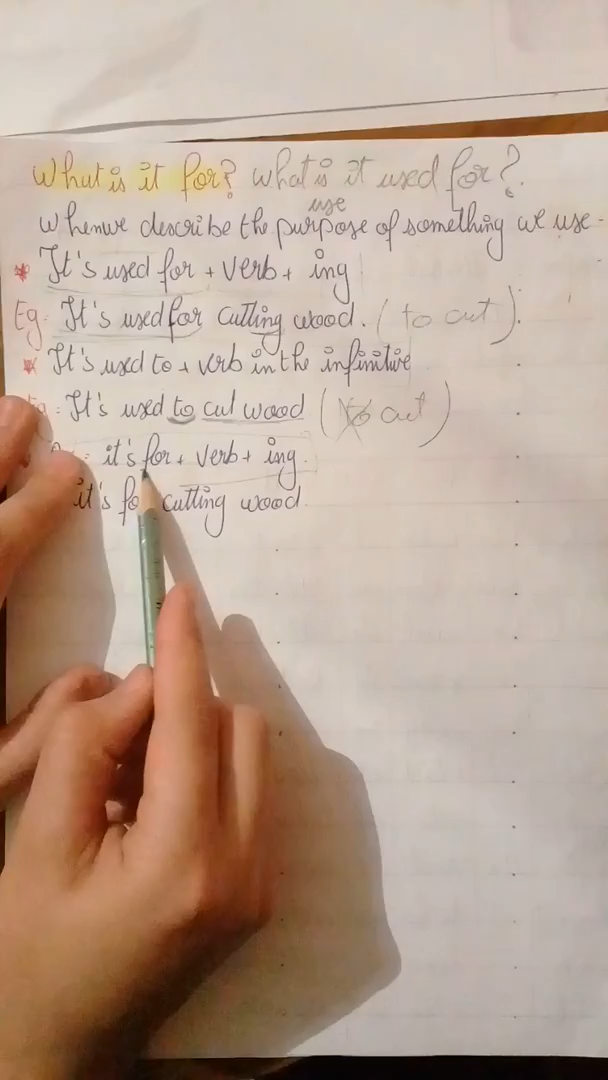 What is it for? What is it used for?
use
When we describe the purpose of something we use -
* It's used for + verb + ing
Eg: It's used for cutting wood. (to cut).
* It's used to + verb in the infinitive
It's used to cut wood (to cut)
it's for + verb + ing.
it's for cutting wood.